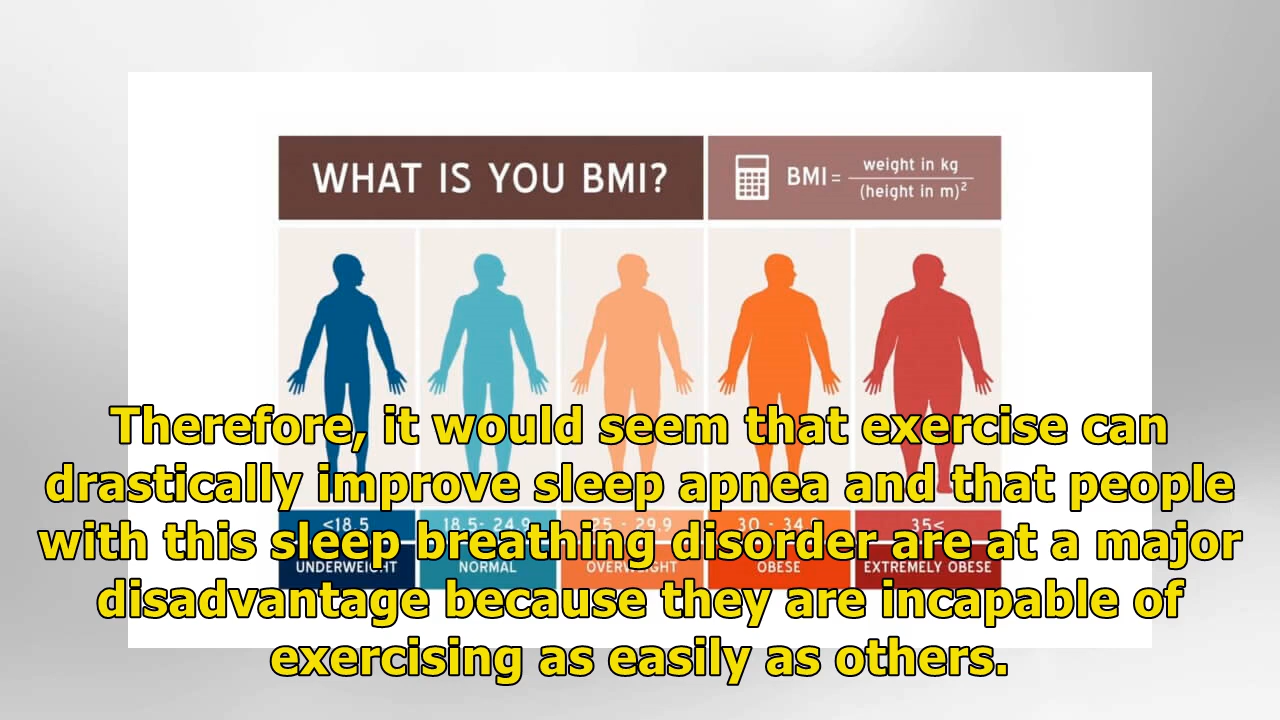 WHAT IS YOU BMI?
BMI = weight in kg
(height in m)²
Therefore, it would seem that exercise can
drastically improve sleep apnea and that people
with this sleep breathing disorder are at a major
disadvantage because they are incapable of
exercising as easily as others.
<18.5
18.5- 24.9
25 - 29.9
30 - 34.9
35<
UNDERWEIGHT
NORMAL
OVERWEIGHT
OBESE
EXTREMELY OBESE